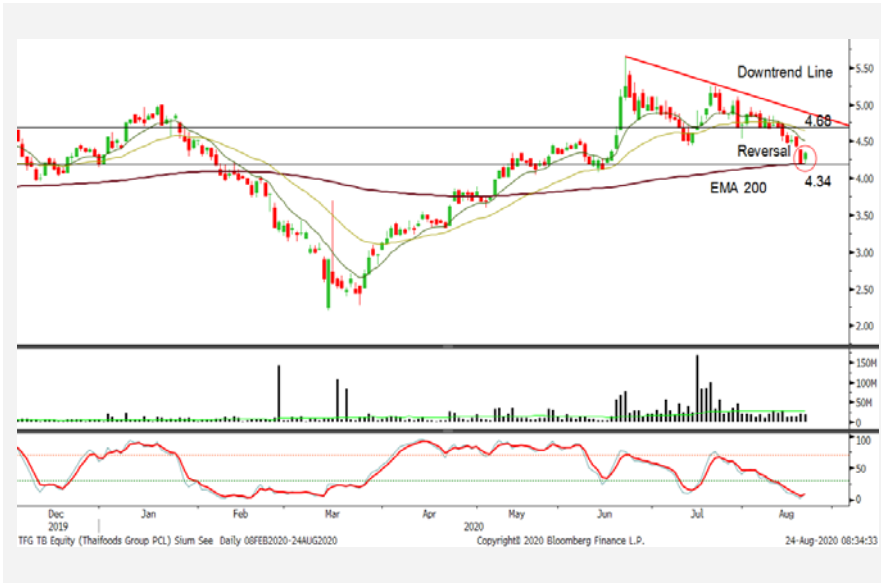 Downtrend Line
4.68
Reversal
4.34
EMA 200
5.50
5.00
4.50
4.00
3.50
3.00
2.50
2.00
150M
100M
50M
0
100
50
0
Dec Jan Feb Mar Apr May Jun Jul Aug
2019 2020
TFG TB Equity (Thaifoods Group PCL) Sium See Daily 08FEB2020-24AUG2020 Copyright© 2020 Bloomberg Finance L.P. 24-Aug-2020 08:34:33